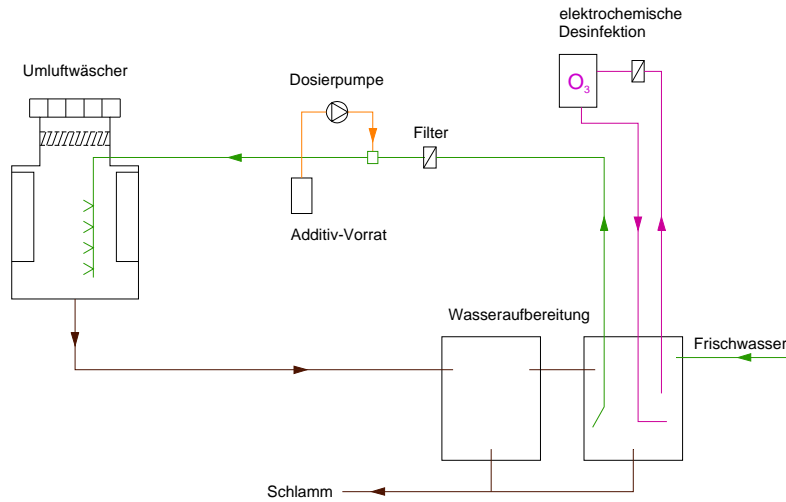 elektrochemische
Desinfektion
Umluftwäscher
Dosierpumpe
O₃
Filter
Additiv-Vorrat
Wasseraufbereitung
Frischwasser
Schlamm